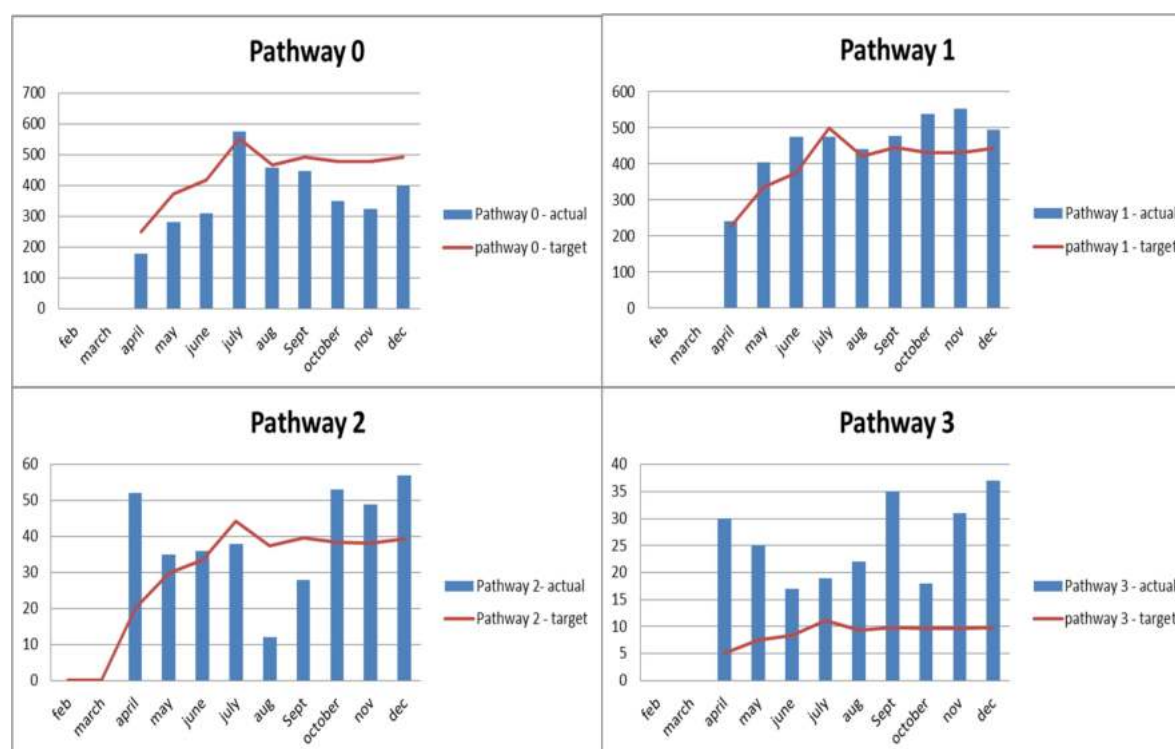 Pathway 0
700
600
500
400
300
200
100
0
feb
march
april
may
june
july
aug
Sept
october
nov
dec
Pathway 0 - actual
pathway 0 - target
Pathway 1
600
500
400
300
200
100
0
feb
march
april
may
june
july
aug
Sept
october
nov
dec
Pathway 1 - actual
pathway 1 - target
Pathway 2
60
50
40
30
20
10
0
feb
march
april
may
june
july
aug
Sept
october
nov
dec
Pathway 2- actual
Pathway 2 - target
Pathway 3
40
35
30
25
20
15
10
5
0
feb
march
april
may
june
july
aug
Sept
october
nov
dec
Pathway 3 - actual
pathway 3 - target